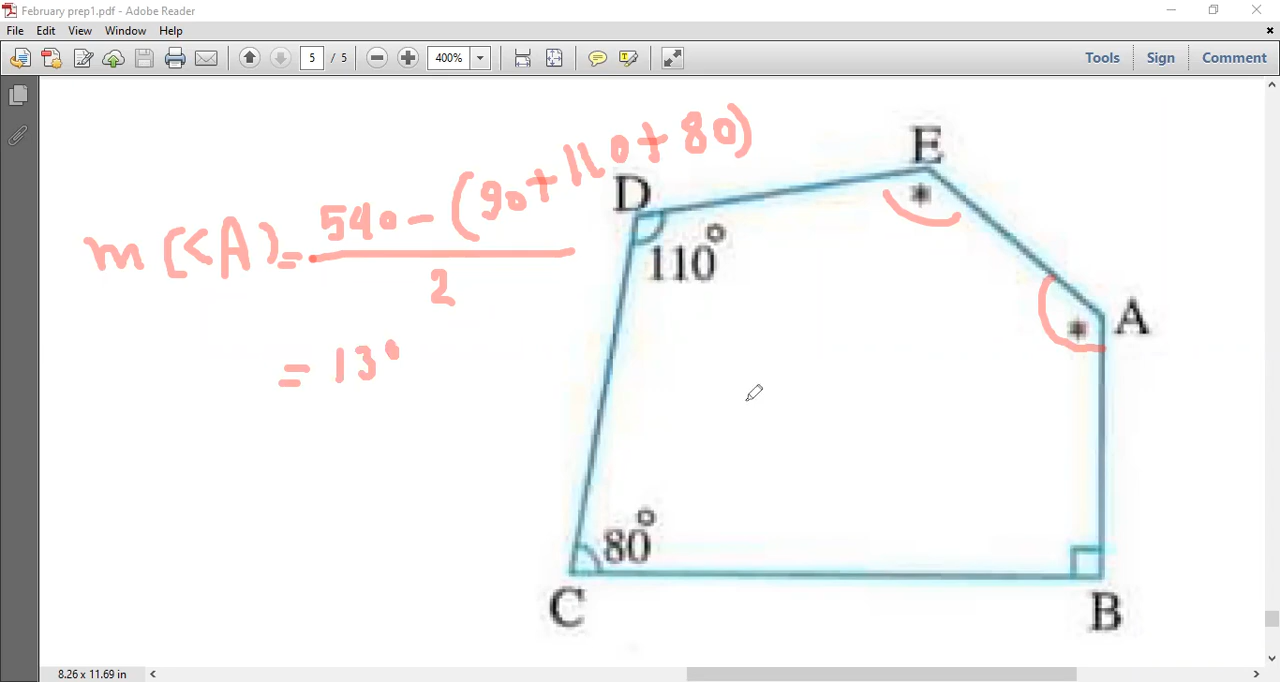 February prep1.pdf - Adobe Reader
File Edit View Window Help
5 / 5 400% Tools Sign Comment
m(<A) = 540 - (90 + 110 + 80)
2
= 130
E
*
D
110°
A
*
80°
C
B
8.26 x 11.69 in